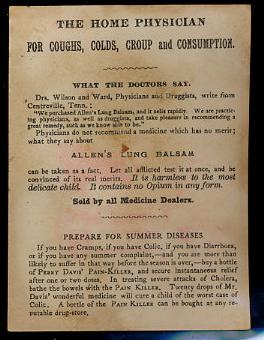 THE HOME PHYSICIAN
FOR COUGHS, COLDS, CROUP and CONSUMPTION.
WHAT THE DOCTORS SAY.
Drs. Wilson and Ward, Physicians and Druggists, write from
Centreville, Tenn.:
"We purchased Allen's Lung Balsam, and it sells rapidly. We are practic-
ing physicians, as well as druggists, and take pleasure in recommending a
great remedy, such as we know this to be."
Physicians do not recommend a medicine which has no merit;
what they say about
ALLEN'S LUNG BALSAM
can be taken as a fact. Let all afflicted test it at once, and be
convinced of its real merits. It is harmless to the most
delicate child. It contains no Opium in any form.
Sold by all Medicine Dealers.
PREPARE FOR SUMMER DISEASES
If you have Cramps, if you have Colic, if you have Diarrhoea,
or if you have any summer complaint,—and you are more than
likely to suffer in that way before the season is over,—buy a bottle
of PERRY DAVIS' PAIN-KILLER, and secure instantaneous relief
after one or two doses. In treating severe attacks of Cholera,
bathe the bowels with the PAIN KILLER. Twenty drops of Mr.
Davis' wonderful medicine will cure a child of the worst case of
Colic. A bottle of the PAIN KILLER can be bought at any re-
putable drug-store.